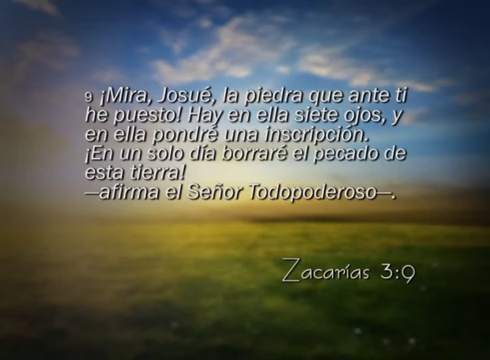 9 ¡Mira, Josué, la piedra que ante ti
he puesto! Hay en ella siete ojos, y
en ella pondré una inscripción.
¡En un solo día borraré el pecado de
esta tierra!
—afirma el Señor Todopoderoso—.
Zacarías 3:9